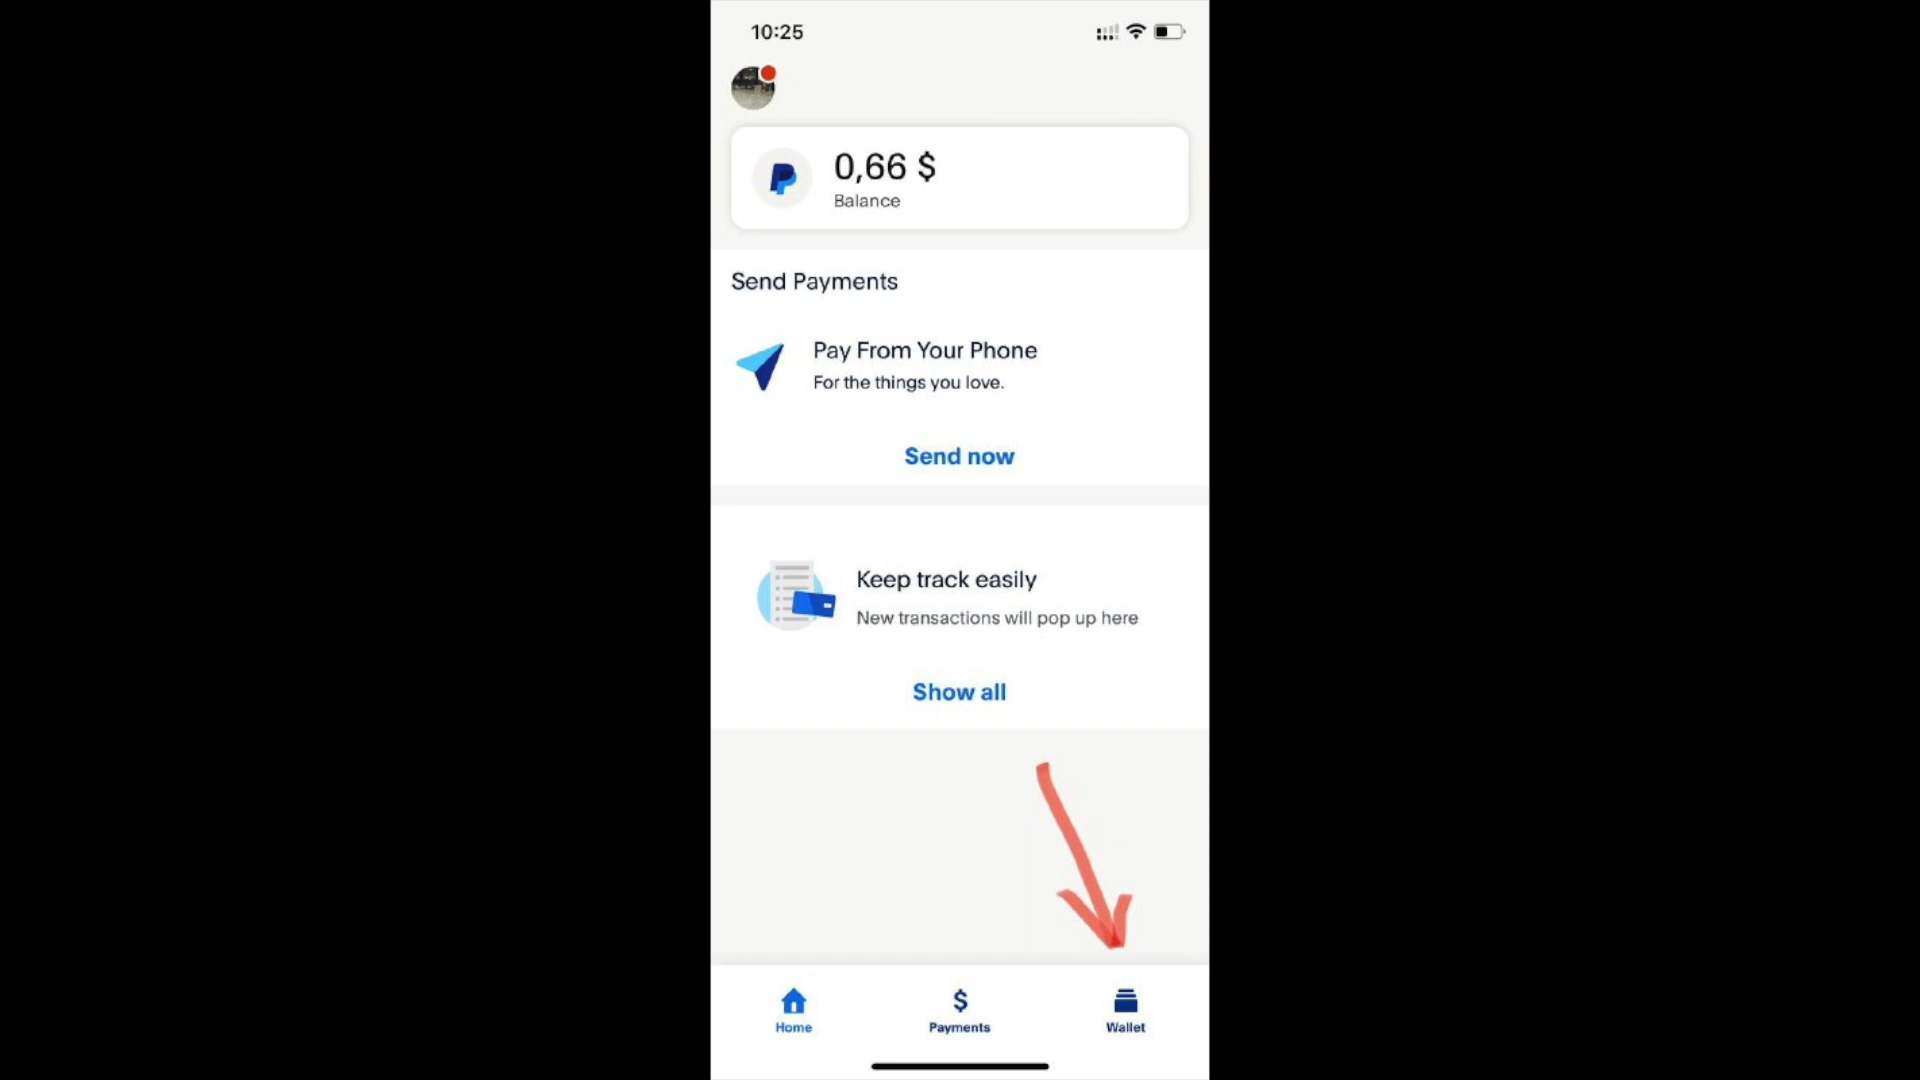 10:25
0,66 $
Balance
Send Payments
Pay From Your Phone
For the things you love.
Send now
Keep track easily
New transactions will pop up here
Show all
Home
Payments
Wallet